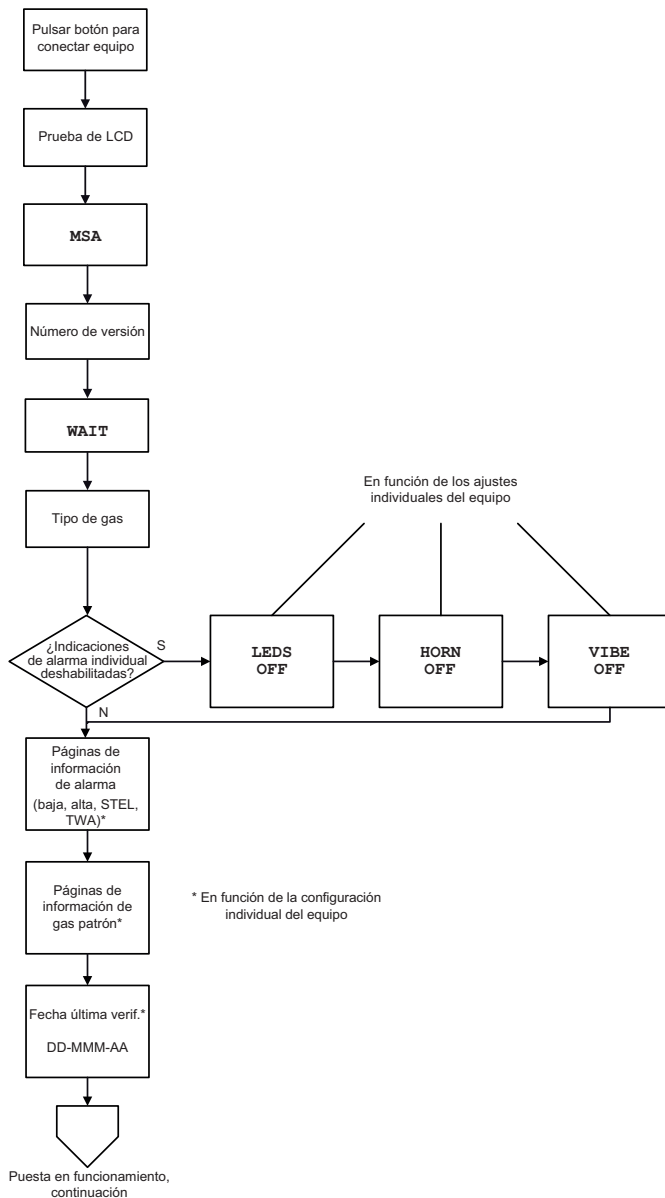 Pulsar botón para
conectar equipo
Prueba de LCD
MSA
Número de versión
WAIT
Tipo de gas
En función de los ajustes
individuales del equipo
¿Indicaciones
de alarma individual
deshabilitadas?
S
LEDS
OFF
HORN
OFF
VIBE
OFF
N
Páginas de
información
de alarma
(baja, alta, STEL,
TWA)*
Páginas de
información de
gas patrón*
* En función de la configuración
individual del equipo
Fecha última verif.*
DD-MMM-AA
Puesta en funcionamiento,
continuación